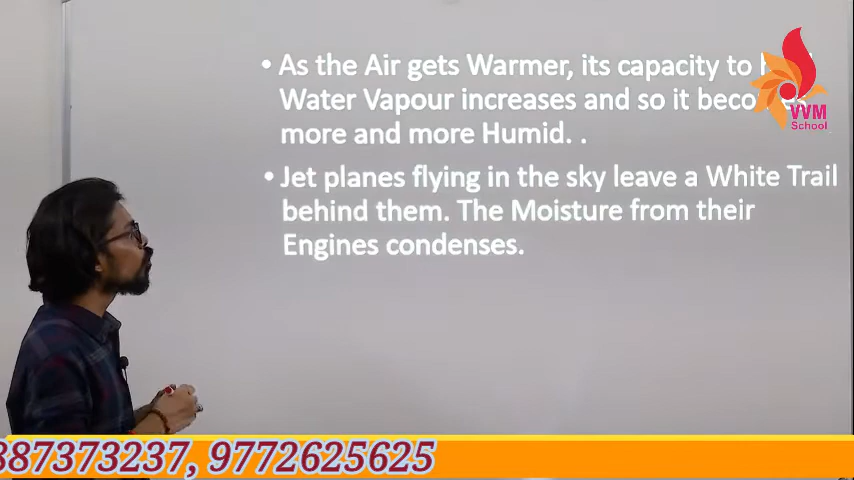 • As the Air gets Warmer, its capacity to
Water Vapour increases and so it becomes
more and more Humid. .
• Jet planes flying in the sky leave a White Trail
behind them. The Moisture from their
Engines condenses.
VVM
School
887373237, 9772625625